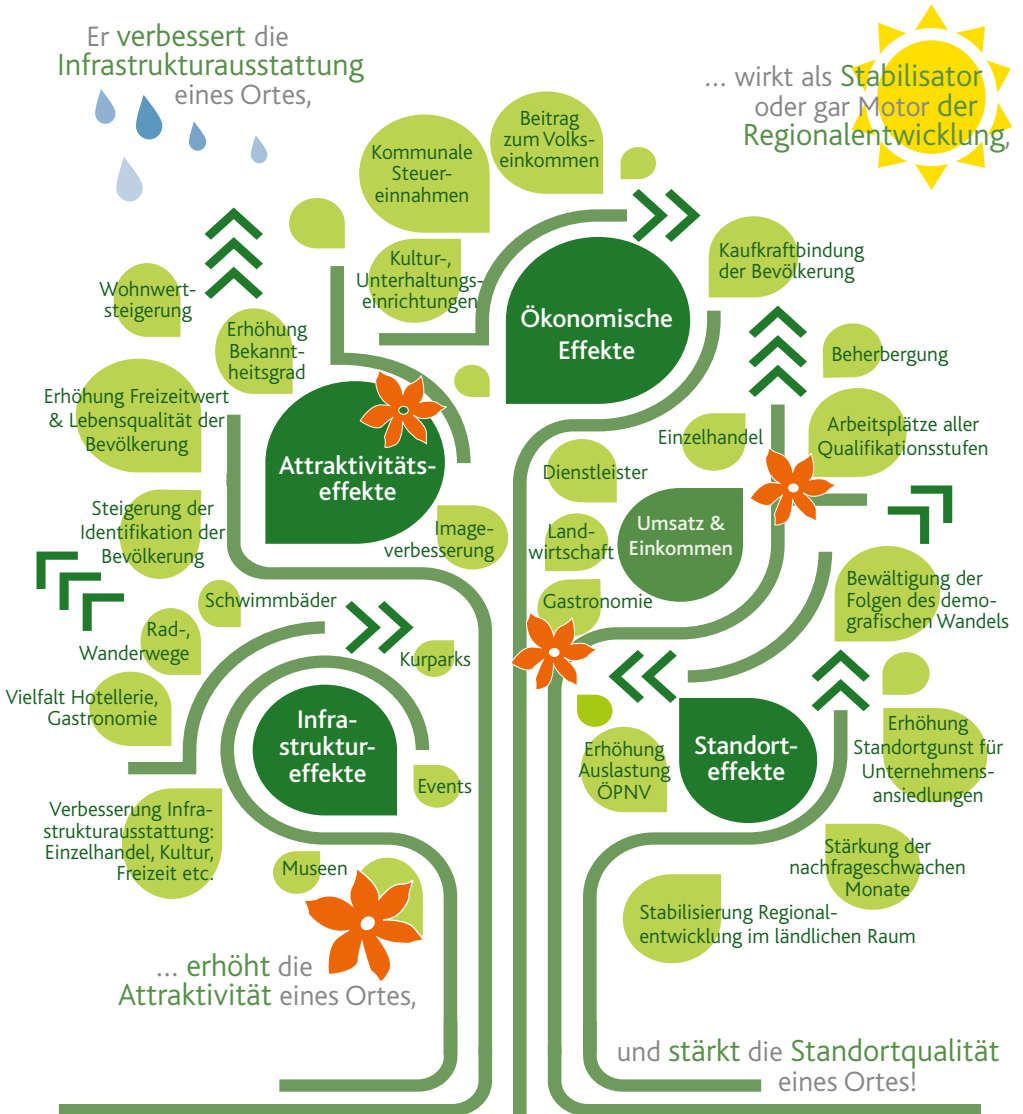 Er verbessert die
Infrastrukturausstattung
eines Ortes,
... wirkt als Stabilisator
oder gar Motor der
Regionalentwicklung,
Beitrag
zum Volks-
einkommen
Kommunale
Steuer-
einnahmen
Kultur-,
Unterhaltungs-
einrichtungen
Kaufkraftbindung
der Bevölkerung
Wohnwert-
steigerung
Erhöhung
Bekannt-
heitsgrad
Ökonomische
Effekte
Beherbergung
Erhöhung Freizeitwert
& Lebensqualität der
Bevölkerung
Attraktivitäts-
effekte
Einzelhandel
Arbeitsplätze aller
Qualifikationsstufen
Dienstleister
Steigerung der
Identifikation der
Bevölkerung
Image-
verbesserung
Land-
wirtschaft
Umsatz &
Einkommen
Gastronomie
Bewältigung der
Folgen des demo-
grafischen Wandels
Schwimmbäder
Rad-,
Wanderwege
Kurparks
Vielfalt Hotellerie,
Gastronomie
Infra-
struktur-
effekte
Events
Erhöhung
Auslastung
ÖPNV
Standort-
effekte
Erhöhung
Standortgunst für
Unternehmens-
ansiedlungen
Verbesserung Infra-
strukturausstattung:
Einzelhandel, Kultur,
Freizeit etc.
Museen
Stärkung der
nachfrageschwachen
Monate
Stabilisierung Regional-
entwicklung im ländlichen Raum
... erhöht die
Attraktivität eines Ortes,
und stärkt die Standortqualität
eines Ortes!